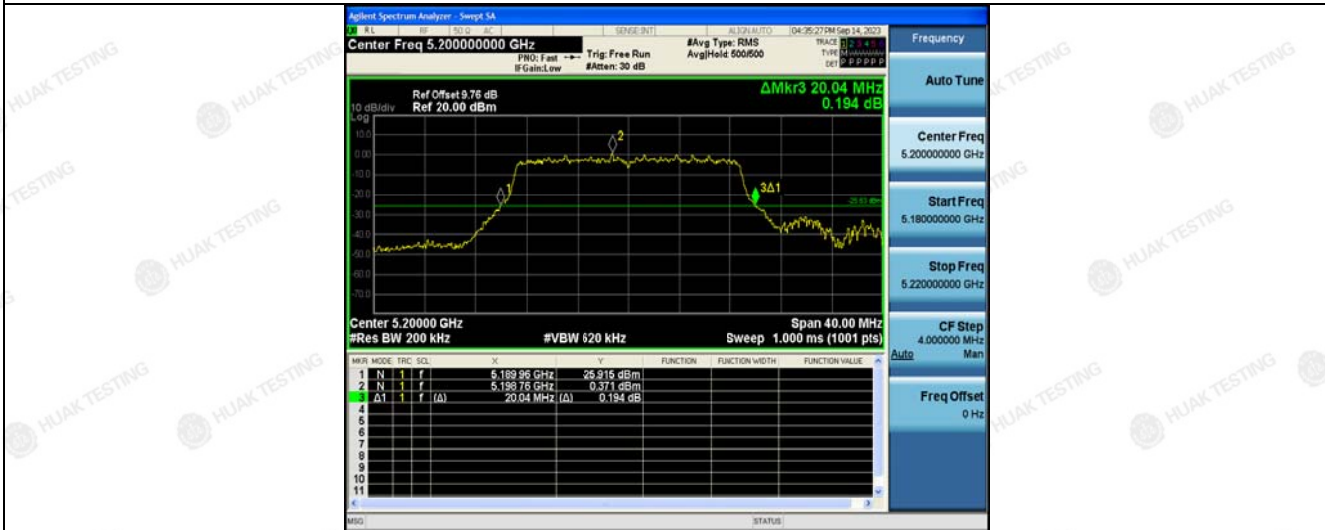 Agilent Spectrum Analyzer - Swept SA
RL RF 50 Ω AC SENSE:INT ALIGN AUTO 04:35:27 PM Sep 14, 2023
Center Freq 5.200000000 GHz
PNO: Fast
IFGain:Low
Trig: Free Run
#Atten: 30 dB
#Avg Type: RMS
Avg|Hold: 500/500
TRACE 1 2 3 4 5 6
TYPE
DET P P P P P P
Frequency
Auto Tune
Center Freq
5.200000000 GHz
Start Freq
5.180000000 GHz
Stop Freq
5.220000000 GHz
CF Step
4.000000 MHz
Auto Man
Freq Offset
0 Hz
ΔMkr3 20.04 MHz
0.194 dB
Ref Offset 9.76 dB
Ref 20.00 dBm
10 dB/div
Log
10.0
0.00
-10.0
-20.0
-30.0
-40.0
-50.0
-60.0
-70.0
1
2
3Δ1
Center 5.20000 GHz Span 40.00 MHz
#Res BW 200 kHz #VBW 620 kHz Sweep 1.000 ms (1001 pts)
MKR MODE TRC SCL X Y FUNCTION FUNCTION WIDTH FUNCTION VALUE
1 N 1 f 5.189 96 GHz 25.915 dBm
2 N 1 f 5.198 76 GHz 0.371 dBm
3 Δ1 1 f (Δ) 20.04 MHz (Δ) 0.194 dB
4
5
6
7
8
9
10
11
MSG STATUS
HUAK TESTING